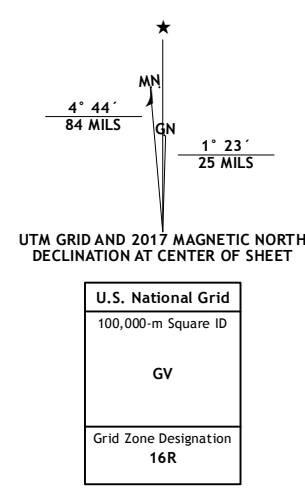 ★
MN
4° 44´
84 MILS
GN
1° 23´
25 MILS
UTM GRID AND 2017 MAGNETIC NORTH
DECLINATION AT CENTER OF SHEET
U.S. National Grid
100,000-m Square ID
GV
Grid Zone Designation
16R